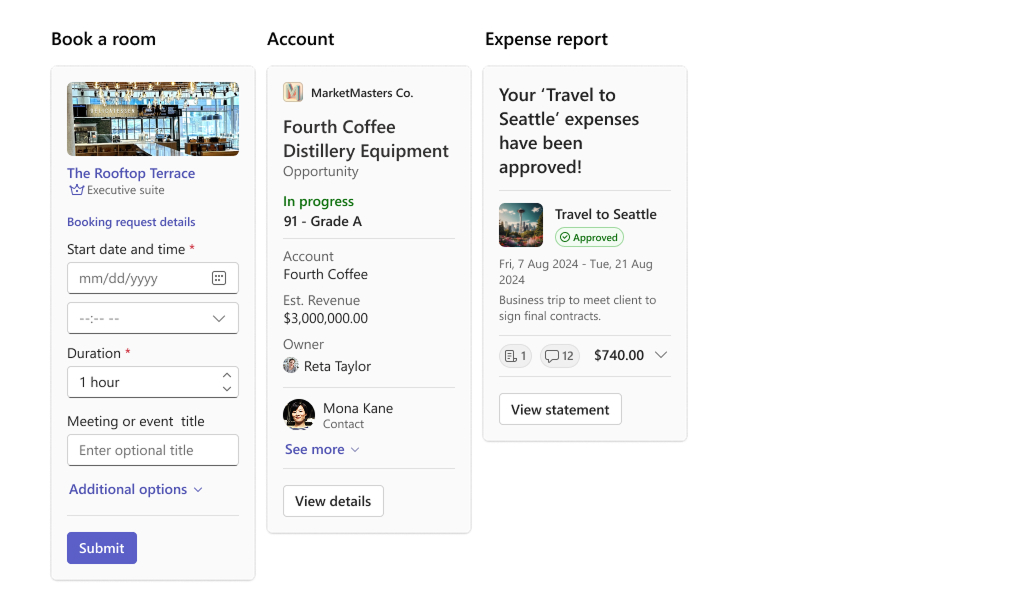 Book a room
The Rooftop Terrace
Executive suite
Booking request details
Start date and time *
mm/dd/yyyy
--:-- --
Duration *
1 hour
Meeting or event  title
Enter optional title
Additional options
Submit
Account
MarketMasters Co.
Fourth Coffee
Distillery Equipment
Opportunity
In progress
91 - Grade A
Account
Fourth Coffee
Est. Revenue
$3,000,000.00
Owner
Reta Taylor
Mona Kane
Contact
See more
View details
Expense report
Your ‘Travel to
Seattle’ expenses
have been
approved!
Travel to Seattle
Approved
Fri, 7 Aug 2024 - Tue, 21 Aug
2024
Business trip to meet client to
sign final contracts.
1 12 $740.00
View statement